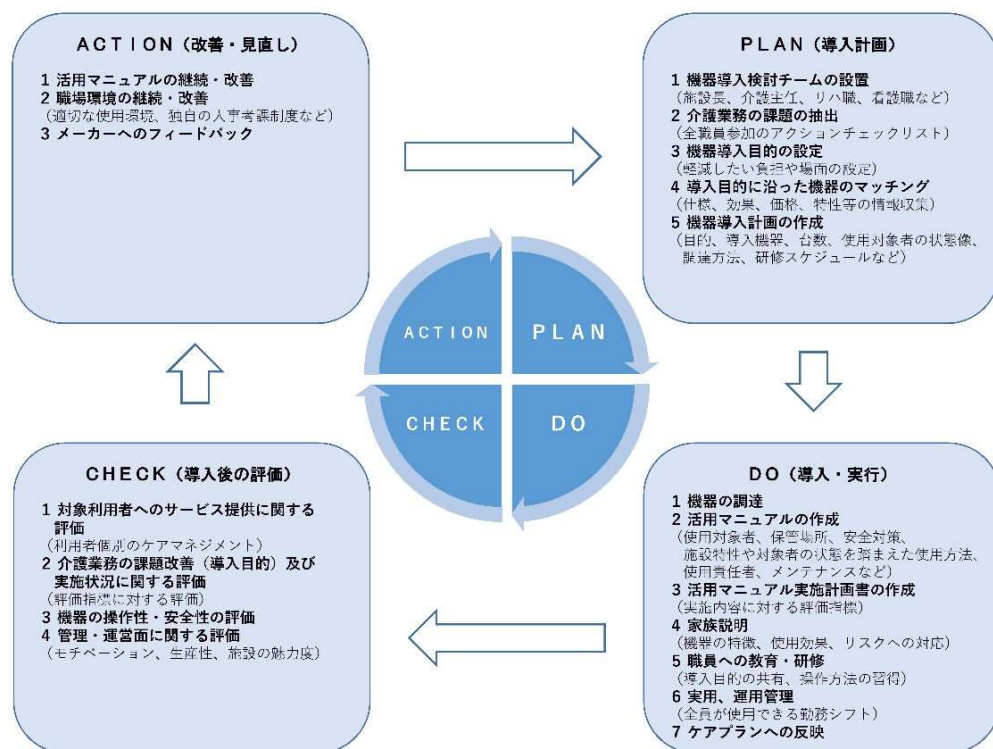 ACTION（改善・見直し）
1 活用マニュアルの継続・改善
2 職場環境の継続・改善
（適切な使用環境、独自の人事考課制度など）
3 メーカーへのフィードバック
PLAN（導入計画）
1 機器導入検討チームの設置
（施設長、介護主任、リハ職、看護職など）
2 介護業務の課題の抽出
（全職員参加のアクションチェックリスト）
3 機器導入目的の設定
（軽減したい負担や場面の設定）
4 導入目的に沿った機器のマッチング
（仕様、効果、価格、特性等の情報収集）
5 機器導入計画の作成
（目的、導入機器、台数、使用対象者の状態像、
調達方法、研修スケジュールなど）
ACTION
PLAN
CHECK
DO
CHECK（導入後の評価）
1 対象利用者へのサービス提供に関する
評価
（利用者個別のケアマネジメント）
2 介護業務の課題改善（導入目的）及び
実施状況に関する評価
（評価指標に対する評価）
3 機器の操作性・安全性の評価
4 管理・運営面に関する評価
（モチベーション、生産性、施設の魅力度）
DO（導入・実行）
1 機器の調達
2 活用マニュアルの作成
（使用対象者、保管場所、安全対策、
施設特性や対象者の状態を踏まえた使用方法、
使用責任者、メンテナンスなど）
3 活用マニュアル実施計画書の作成
（実施内容に対する評価指標）
4 家族説明
（機器の特徴、使用効果、リスクへの対応）
5 職員への教育・研修
（導入目的の共有、操作方法の習得）
6 実用、運用管理
（全員が使用できる勤務シフト）
7 ケアプランへの反映